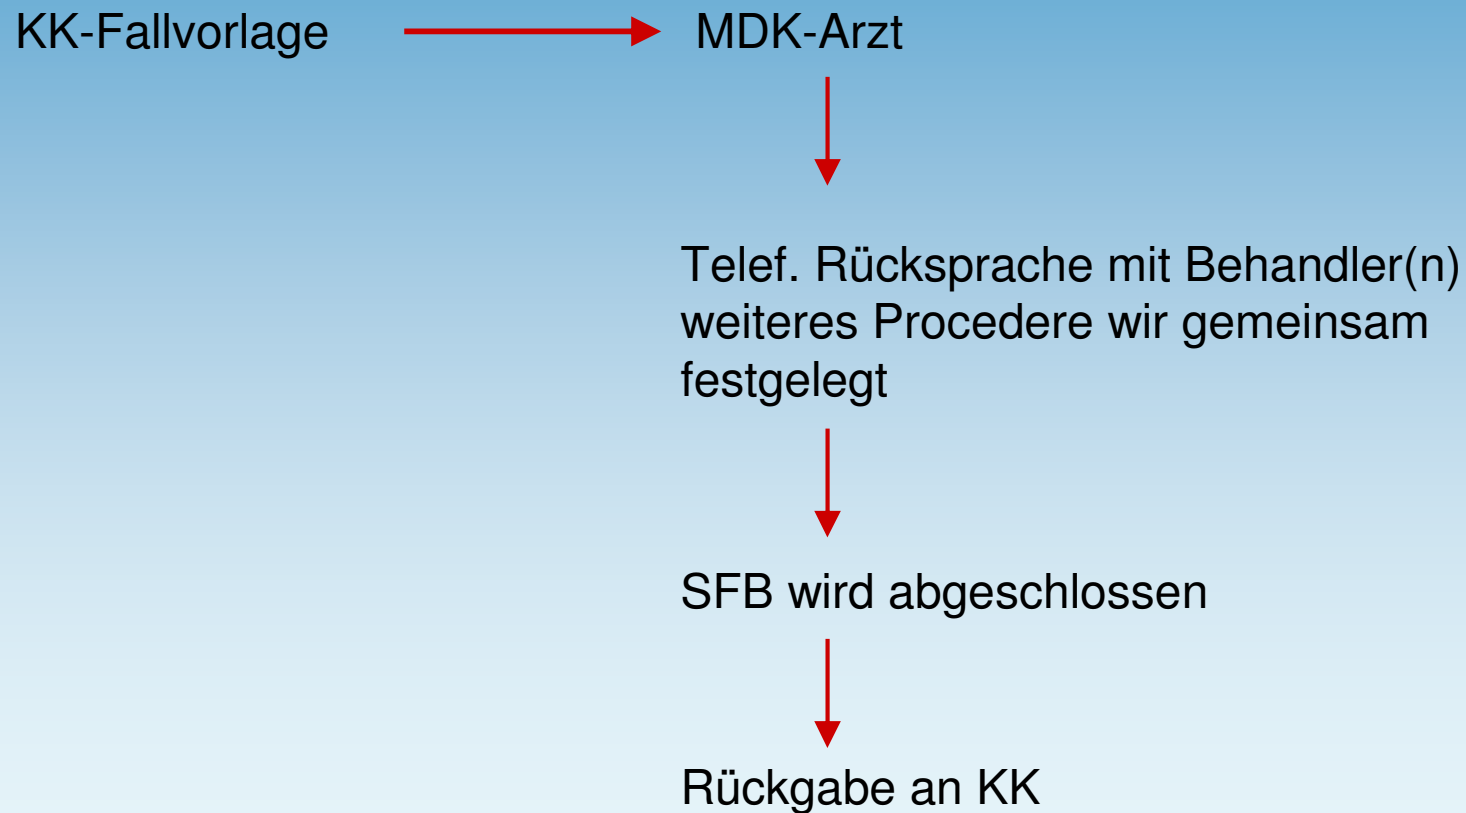 KK-Fallvorlage
MDK-Arzt
Telef. Rücksprache mit Behandler(n)
weiteres Procedere wir gemeinsam
festgelegt
SFB wird abgeschlossen
Rückgabe an KK